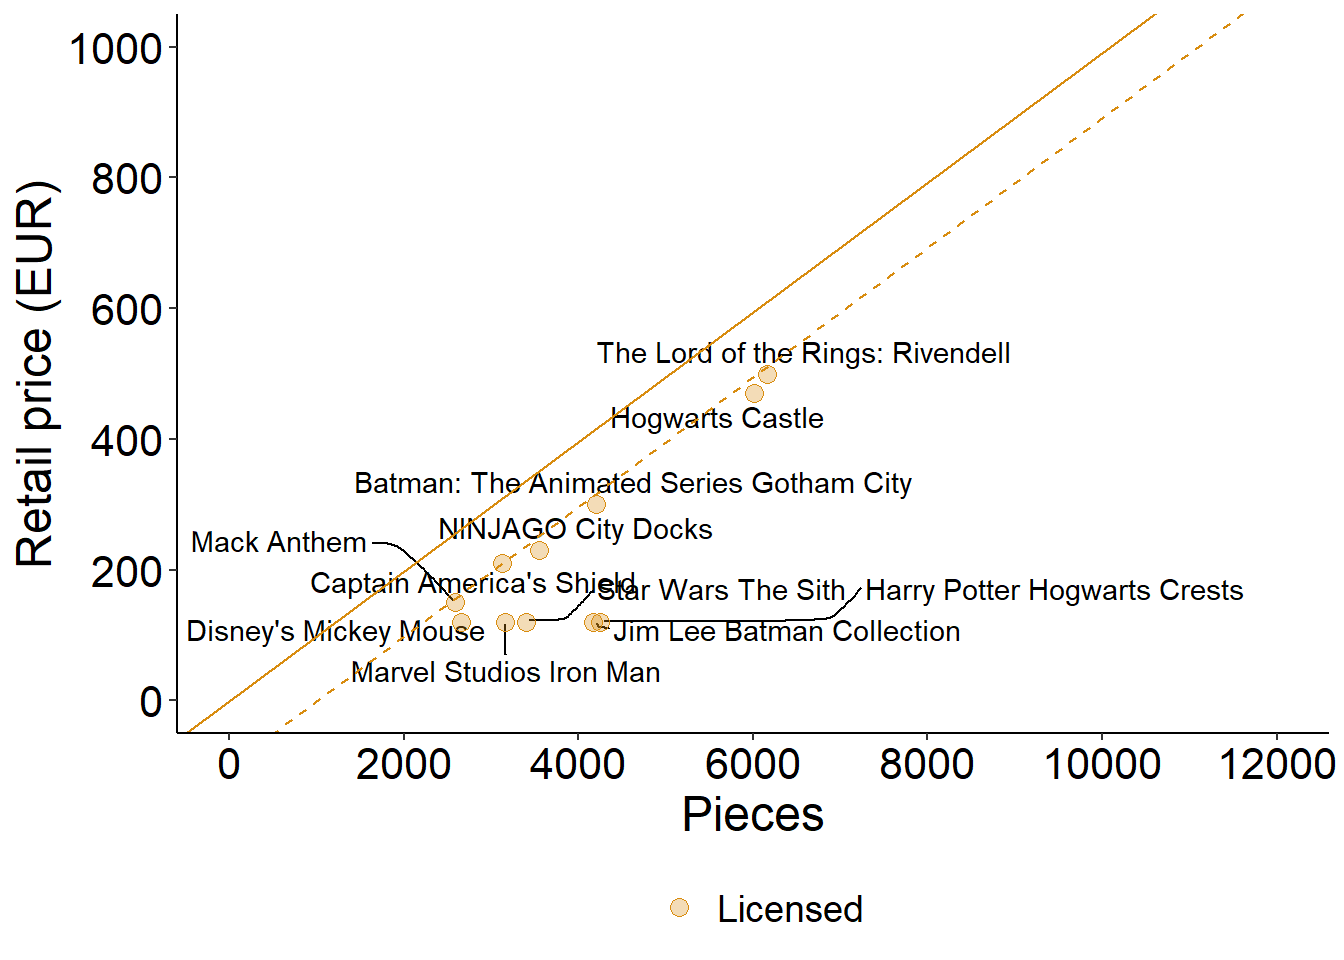 1000
800
600
400
200
0
Retail price (EUR)
The Lord of the Rings: Rivendell
Hogwarts Castle
Batman: The Animated Series Gotham City
NINJAGO City Docks
Mack Anthem
Captain America's Shield
Star Wars The Sith
Harry Potter Hogwarts Crests
Disney's Mickey Mouse
Jim Lee Batman Collection
Marvel Studios Iron Man
0 2000 4000 6000 8000 10000 12000
Pieces
Licensed